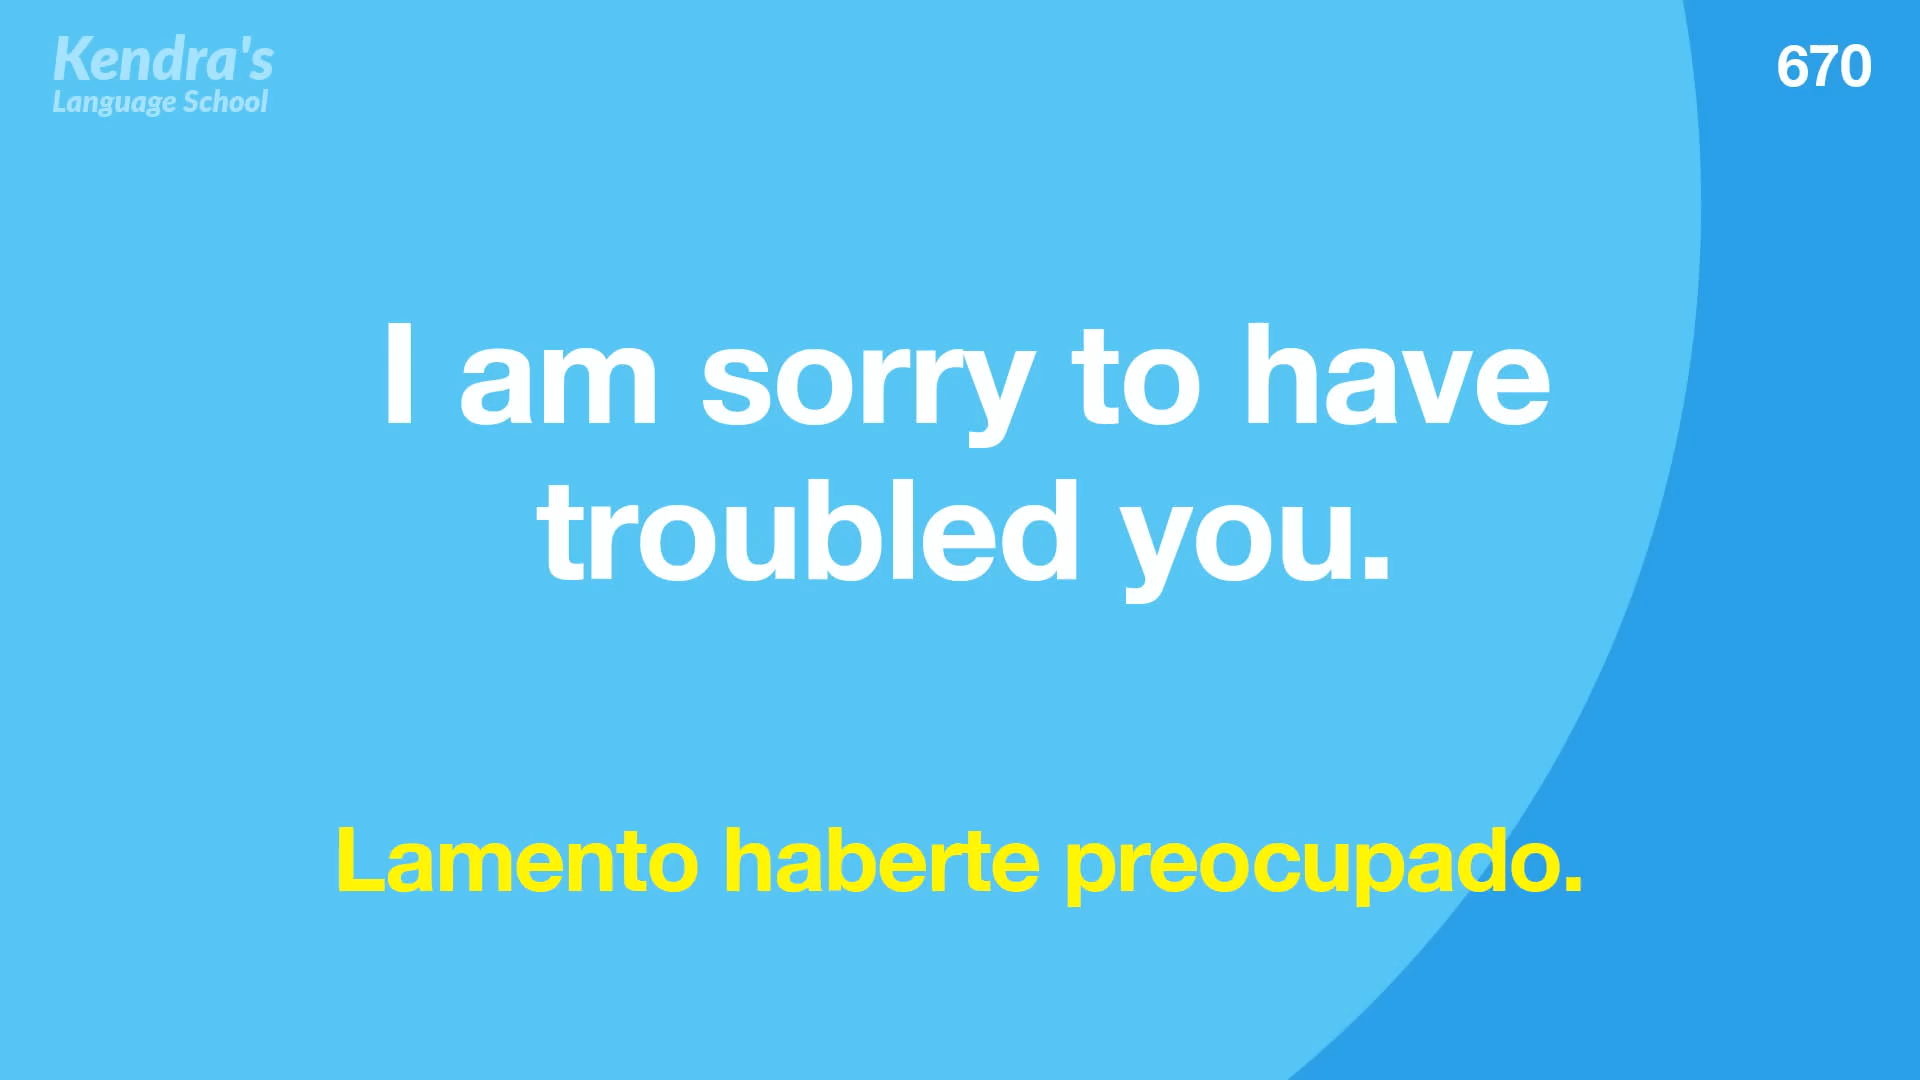 Kendra's
Language School
670
I am sorry to have
troubled you.
Lamento haberte preocupado.